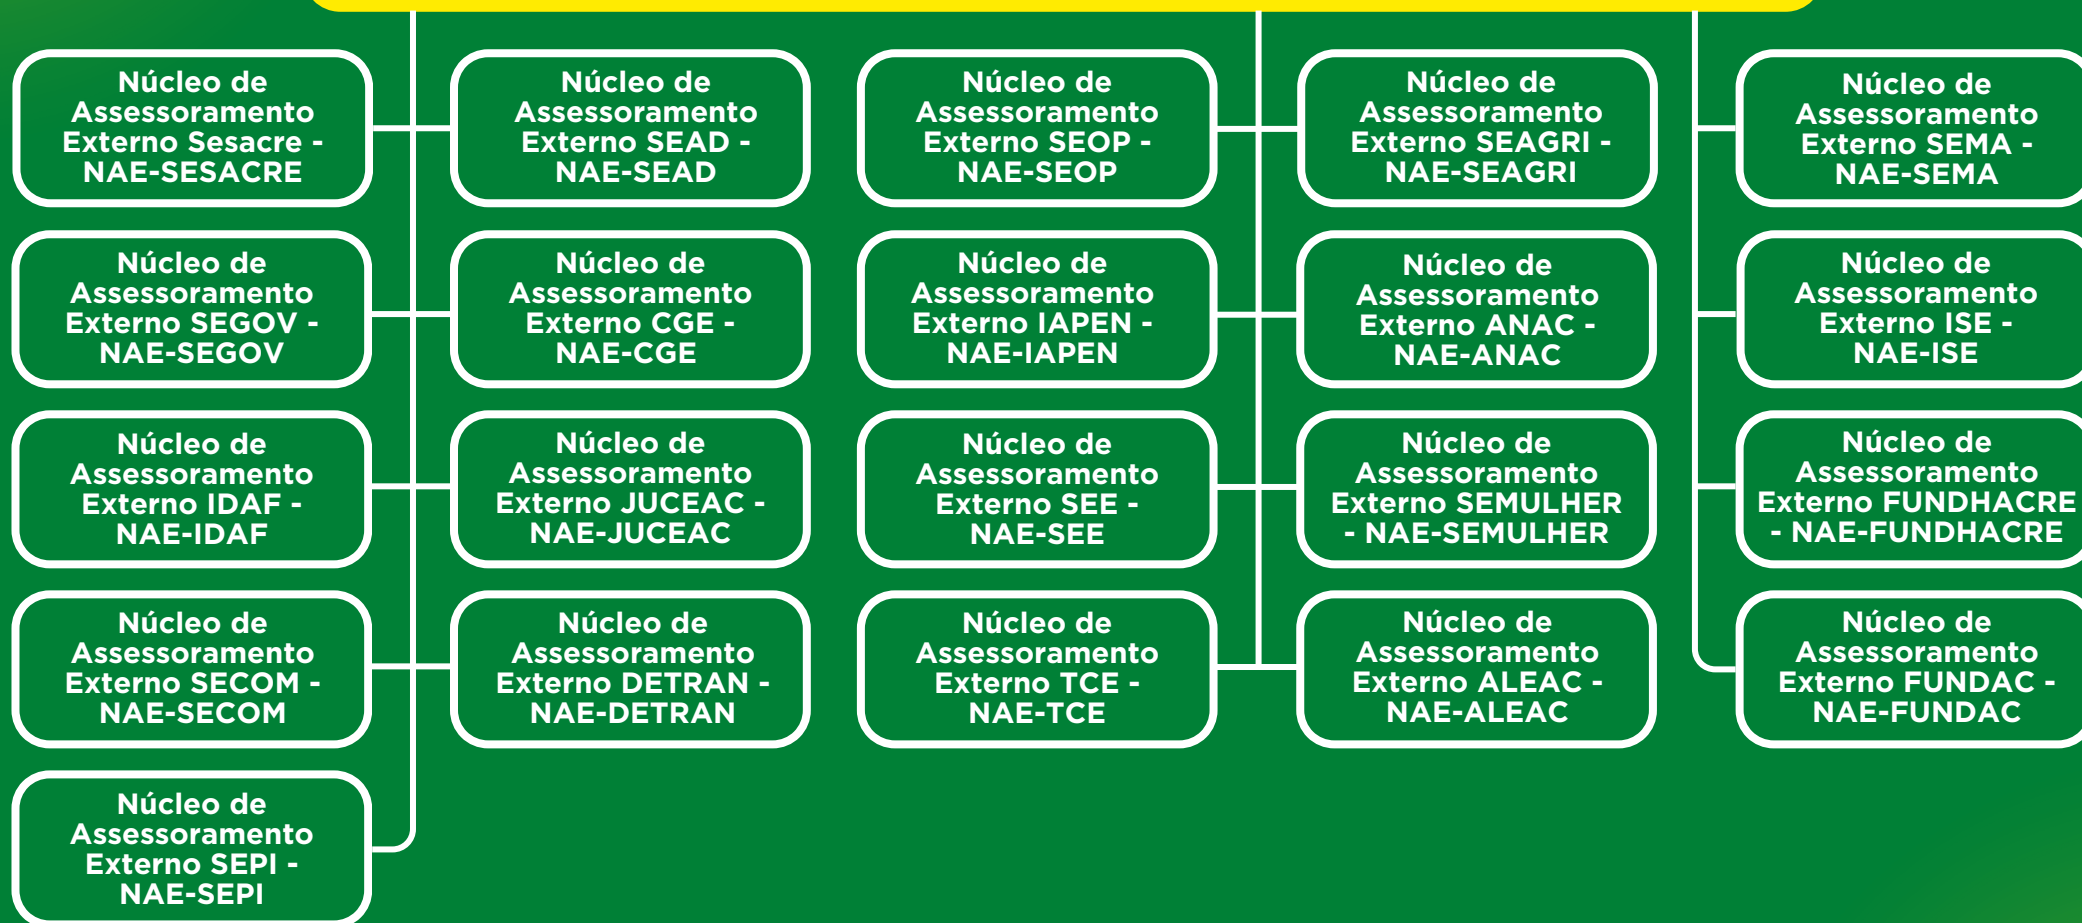 Núcleo de
Assessoramento
Externo Sesacre -
NAE-SESACRE
Núcleo de
Assessoramento
Externo SEAD -
NAE-SEAD
Núcleo de
Assessoramento
Externo SEOP -
NAE-SEOP
Núcleo de
Assessoramento
Externo SEAGRI -
NAE-SEAGRI
Núcleo de
Assessoramento
Externo SEMA -
NAE-SEMA
Núcleo de
Assessoramento
Externo SEGOV -
NAE-SEGOV
Núcleo de
Assessoramento
Externo CGE -
NAE-CGE
Núcleo de
Assessoramento
Externo IAPEN -
NAE-IAPEN
Núcleo de
Assessoramento
Externo ANAC -
NAE-ANAC
Núcleo de
Assessoramento
Externo ISE -
NAE-ISE
Núcleo de
Assessoramento
Externo IDAF -
NAE-IDAF
Núcleo de
Assessoramento
Externo JUCEAC -
NAE-JUCEAC
Núcleo de
Assessoramento
Externo SEE -
NAE-SEE
Núcleo de
Assessoramento
Externo SEMULHER
- NAE-SEMULHER
Núcleo de
Assessoramento
Externo FUNDHACRE
- NAE-FUNDHACRE
Núcleo de
Assessoramento
Externo SECOM -
NAE-SECOM
Núcleo de
Assessoramento
Externo DETRAN -
NAE-DETRAN
Núcleo de
Assessoramento
Externo TCE -
NAE-TCE
Núcleo de
Assessoramento
Externo ALEAC -
NAE-ALEAC
Núcleo de
Assessoramento
Externo FUNDAC -
NAE-FUNDAC
Núcleo de
Assessoramento
Externo SEPI -
NAE-SEPI